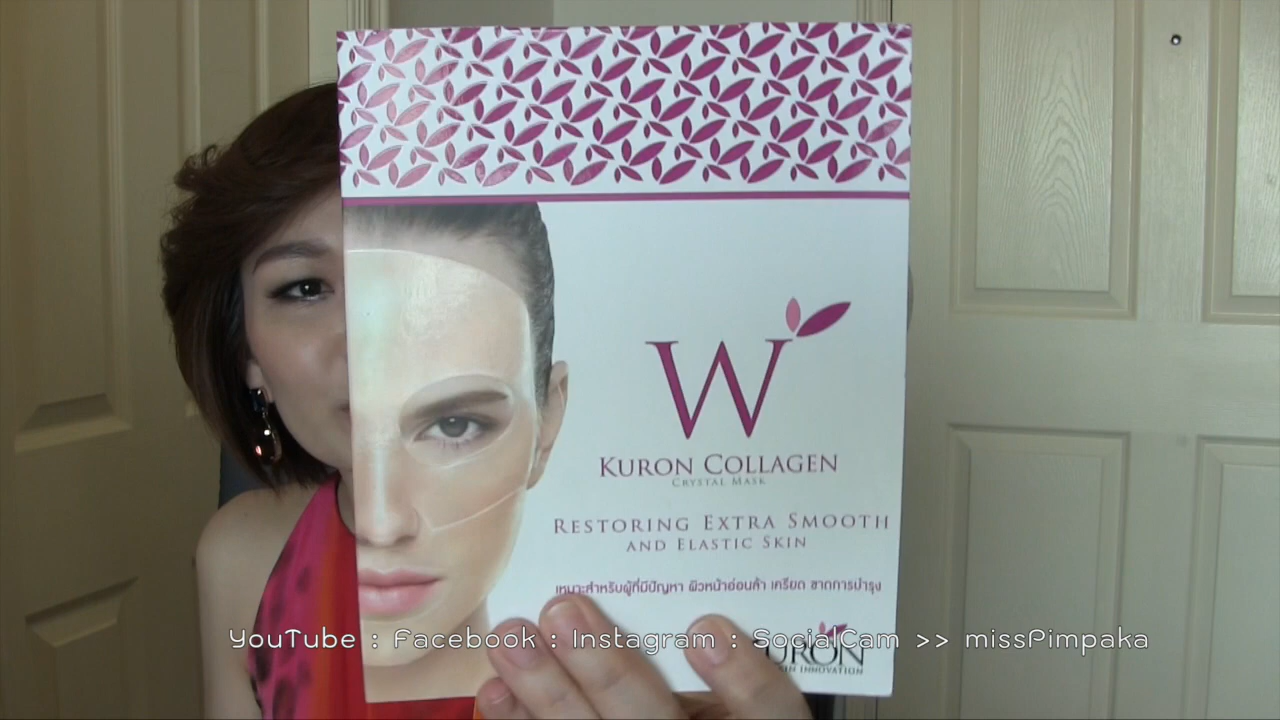 W
KURON COLLAGEN
CRYSTAL MASK
RESTORING EXTRA SMOOTH
AND ELASTIC SKIN
เหมาะสำหรับผู้ที่มีปัญหา ผิวหน้าอ่อนล้า เครียด ขาดการบำรุง
YouTube : Facebook : Instagram : SocialCam >> missPimpaka
INNOVATION